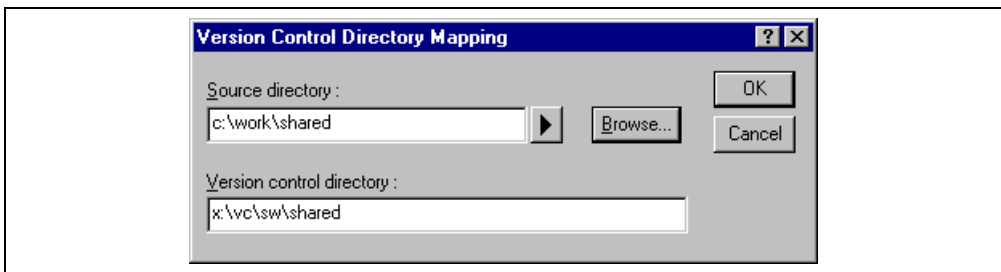 Version Control Directory Mapping
Source directory :
c:\work\shared
Browse...
OK
Cancel
Version control directory :
x:\vc\sw\shared